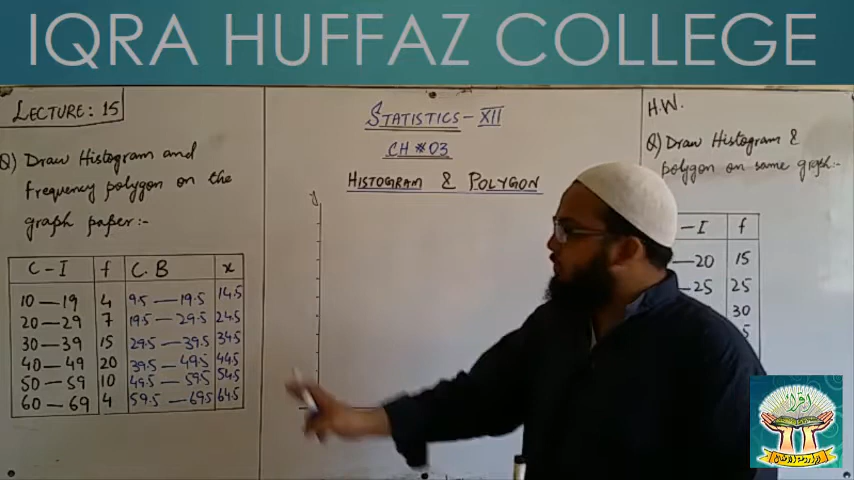 IQRA HUFFAZ COLLEGE
LECTURE: 15
Q) Draw Histogram and
frequency polygon on the
graph paper:-
C-I f C.B x
10—19 4 9.5—19.5 14.5
20—29 7 19.5—29.5 24.5
30—39 15 29.5—39.5 34.5
40—49 20 39.5—49.5 44.5
50—59 10 49.5—59.5 54.5
60—69 4 59.5—69.5 64.5
STATISTICS-XII
CH #03
HISTOGRAM & POLYGON
y
H.W.
Q) Draw Histogram &
polygon on same graph:-
-I f
—20 15
—25 25
30
5
اقرأ